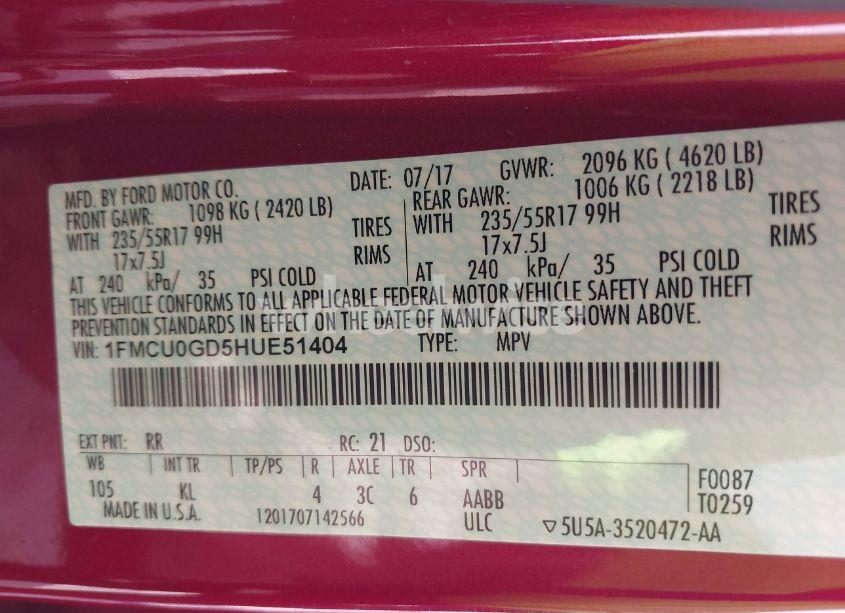 MFD. BY FORD MOTOR CO. DATE: 07/17 GVWR: 2096 KG ( 4620 LB)
FRONT GAWR: 1098 KG ( 2420 LB) REAR GAWR: 1006 KG ( 2218 LB)
WITH 235/55R17 99H TIRES WITH 235/55R17 99H TIRES
17x7.5J RIMS 17x7.5J RIMS
AT 240 kPa/ 35 PSI COLD AT 240 kPa/ 35 PSI COLD
THIS VEHICLE CONFORMS TO ALL APPLICABLE FEDERAL MOTOR VEHICLE SAFETY AND THEFT
PREVENTION STANDARDS IN EFFECT ON THE DATE OF MANUFACTURE SHOWN ABOVE.
VIN: 1FMCU0GD5HUE51404 TYPE: MPV
EXT PNT: RR RC: 21 DSO:
WB INT TR TP/PS R AXLE TR SPR
105 KL 4 3C 6 AABB
F0087
T0259
MADE IN U.S.A. 1201707142566 ULC
▽5U5A-3520472-AA